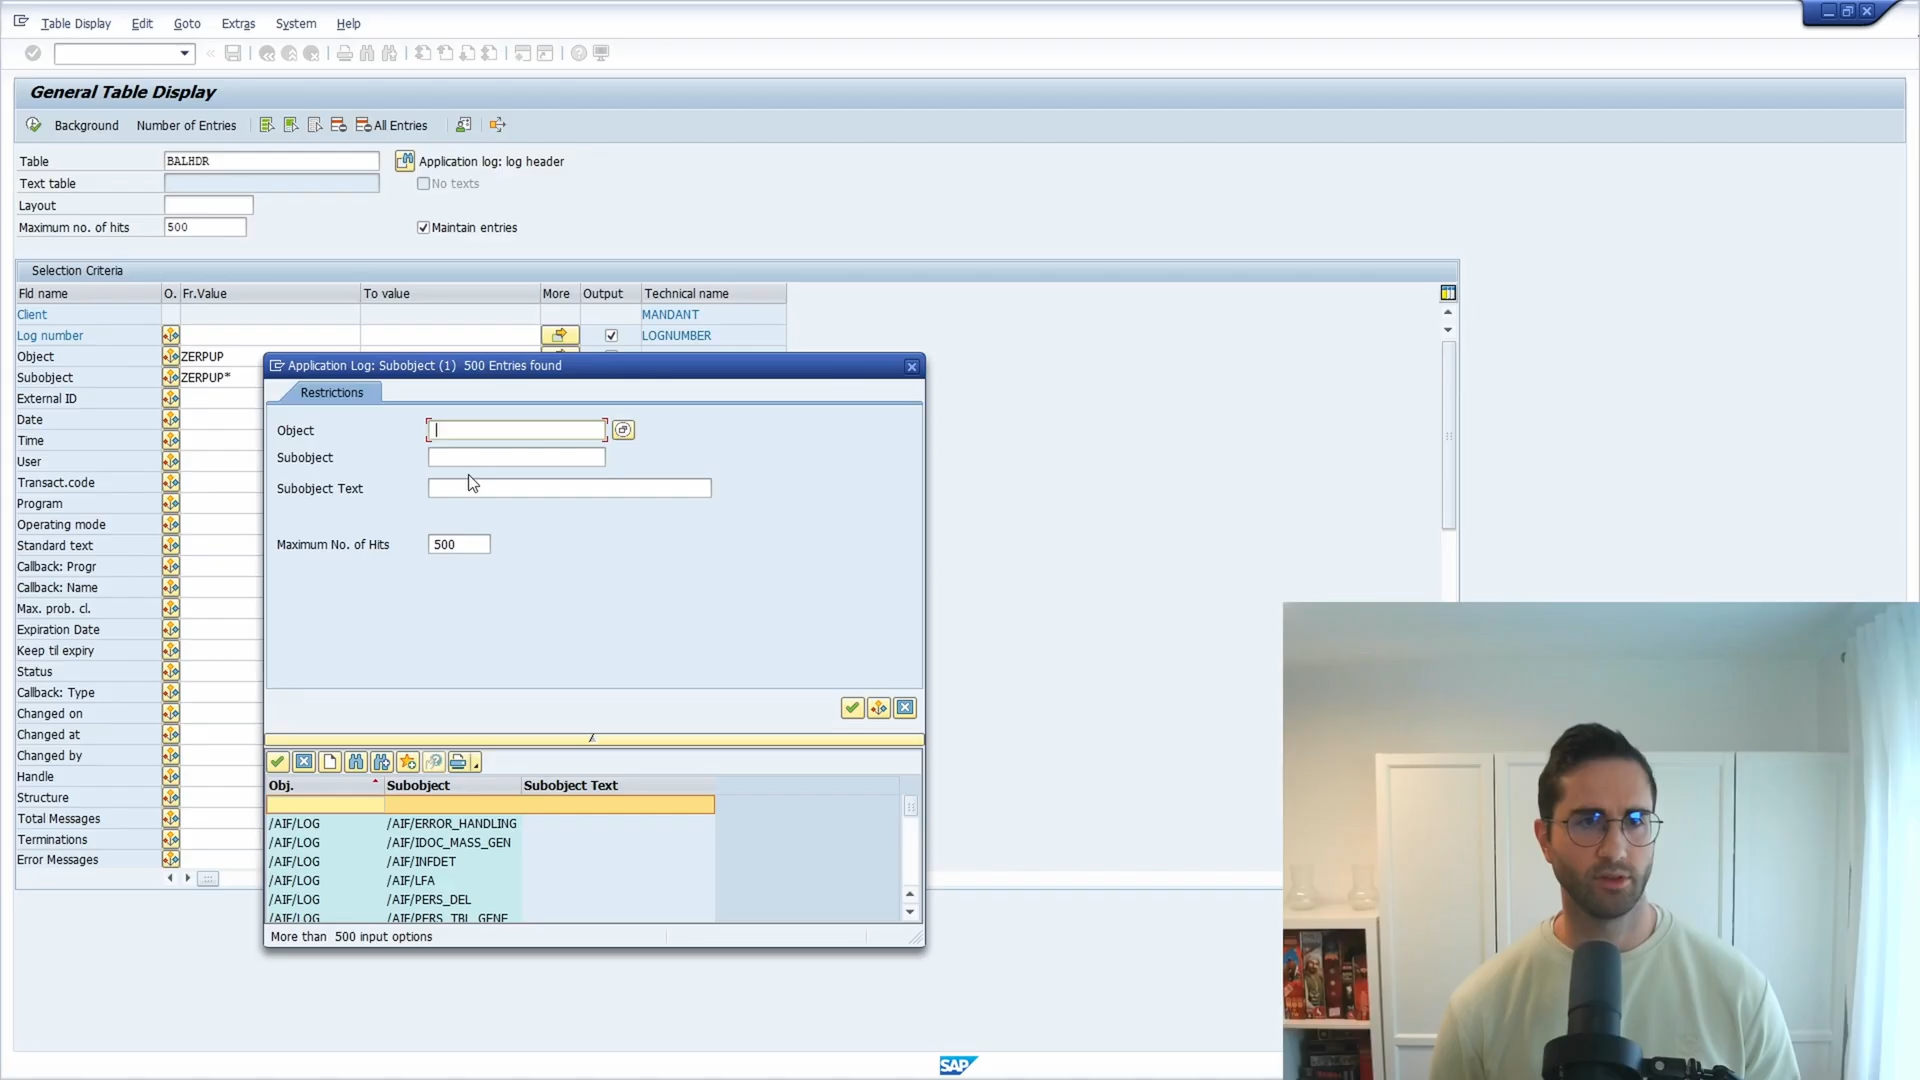 Table Display Edit Goto Extras System Help
General Table Display
Background Number of Entries All Entries
Table BALHDR Application log: log header
Text table No texts
Layout
Maximum no. of hits 500 Maintain entries
Selection Criteria
Fld name O. Fr.Value To value More Output Technical name
Client MANDANT
Log number LOGNUMBER
Object ZERPUP
Subobject ZERPUP*
External ID
Date
Time
User
Transact.code
Program
Operating mode
Standard text
Callback: Progr
Callback: Name
Max. prob. cl.
Expiration Date
Keep til expiry
Status
Callback: Type
Changed on
Changed at
Changed by
Handle
Structure
Total Messages
Terminations
Error Messages
Application Log: Subobject (1) 500 Entries found
Restrictions
Object
Subobject
Subobject Text
Maximum No. of Hits 500
Obj. Subobject Subobject Text
/AIF/LOG /AIF/ERROR_HANDLING
/AIF/LOG /AIF/IDOC_MASS_GEN
/AIF/LOG /AIF/INFDET
/AIF/LOG /AIF/LFA
/AIF/LOG /AIF/PERS_DEL
/AIF/LOG /AIF/PERS_TBL_GENE
More than 500 input options
SAP